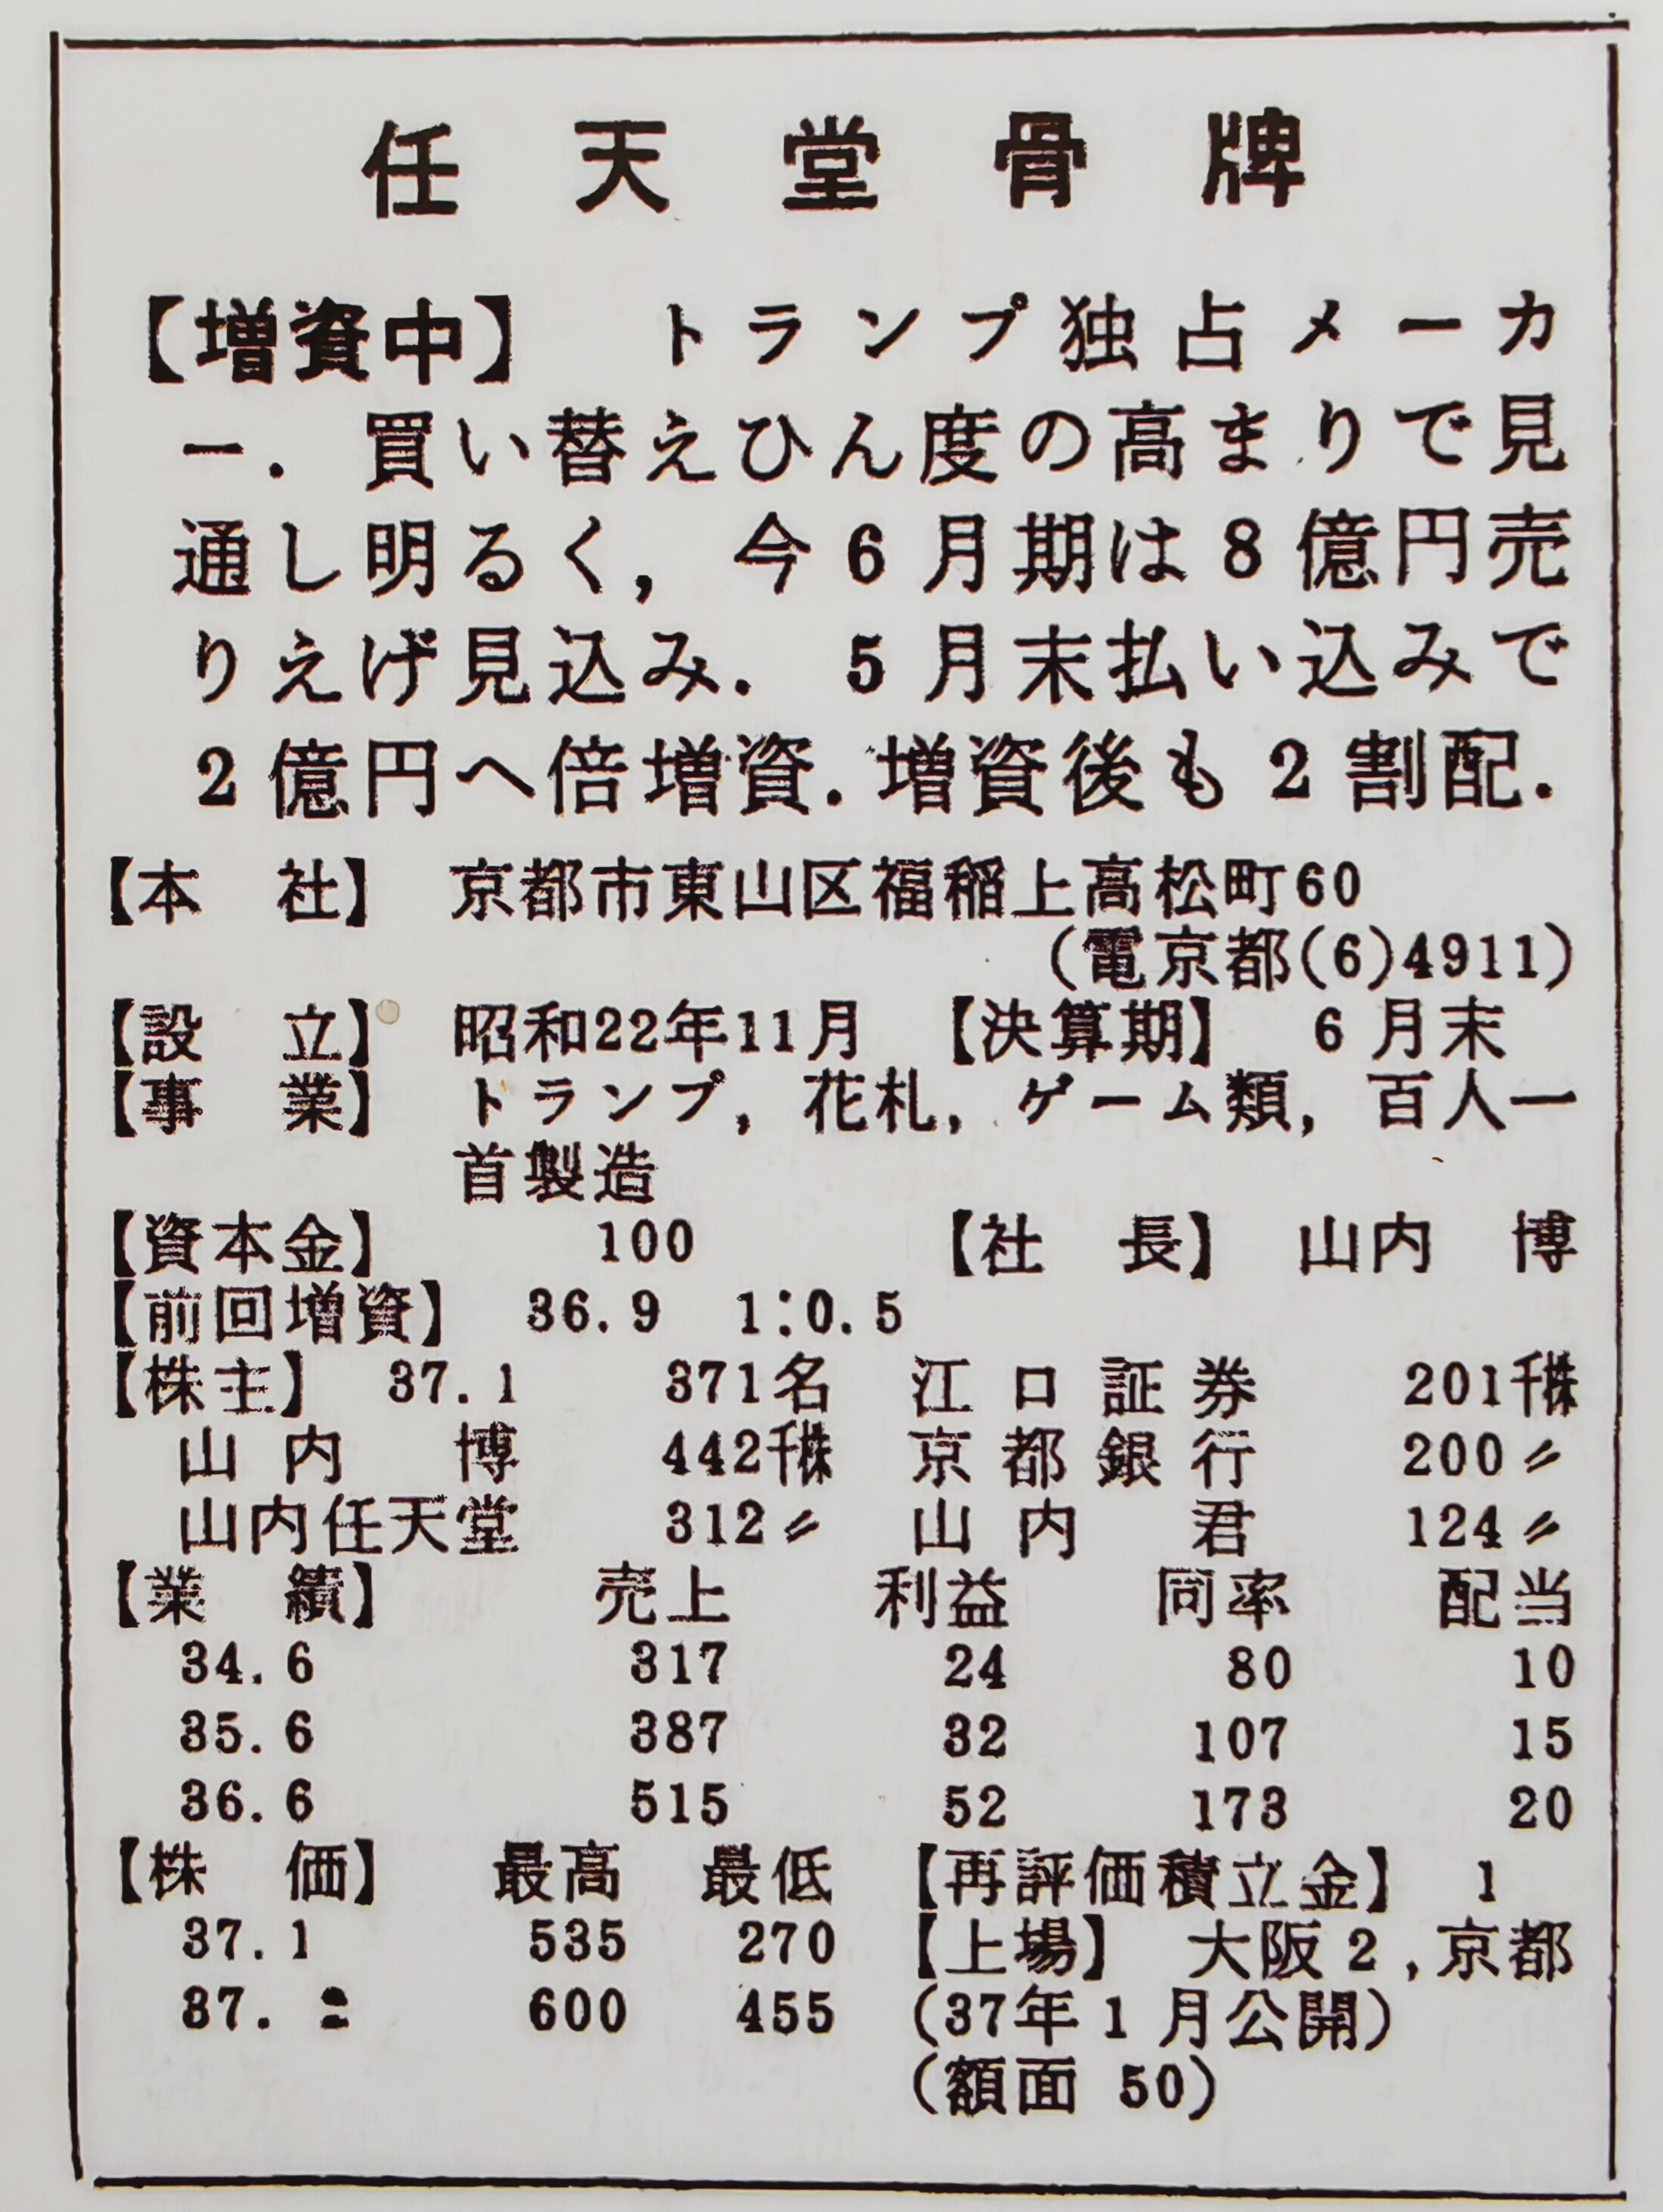 任天堂骨牌
【増資中】 トランプ独占メーカ
ー．買い替えひん度の高まりで見
通し明るく，今6月期は8億円売
りえげ見込み．5月末払い込みで
2億円へ倍増資．増資後も2割配．
【本 社】 京都市東山区福稲上高松町60
(電京都(6)4911)
【設 立】 昭和22年11月 【決算期】 6月末
【事 業】 トランプ，花札，ゲーム類，百人一
首製造
【資本金】 100 【社 長】 山内 博
【前回増資】 36.9 1:0.5
【株主】 37.1 371名 江口証券 201千株
山内 博 442千株 京都銀行 200〃
山内任天堂 312〃 山内 君 124〃
【業 績】 売上 利益 同率 配当
34.6 317 24 80 10
35.6 387 32 107 15
36.6 515 52 173 20
【株 価】 最高 最低 【再評価積立金】 1
37.1 535 270 【上場】 大阪2,京都
37. 600 455 (37年1月公開)
(額面 50)